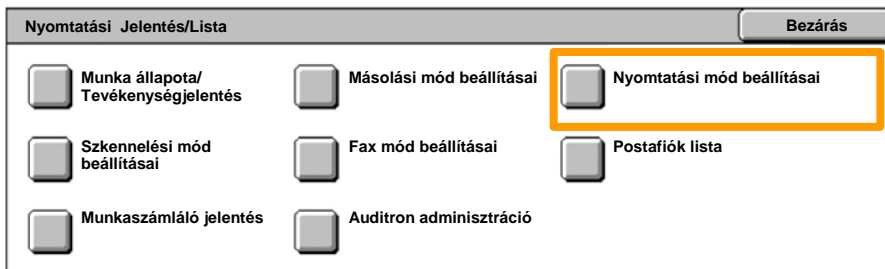 Nyomtatási Jelentés/Lista
Bezárás
Munka állapota/
Tevékenységjelentés
Másolási mód beállításai
Nyomtatási mód beállításai
Szkennelési mód
beállításai
Fax mód beállításai
Postafiók lista
Munkaszámláló jelentés
Auditron adminisztráció